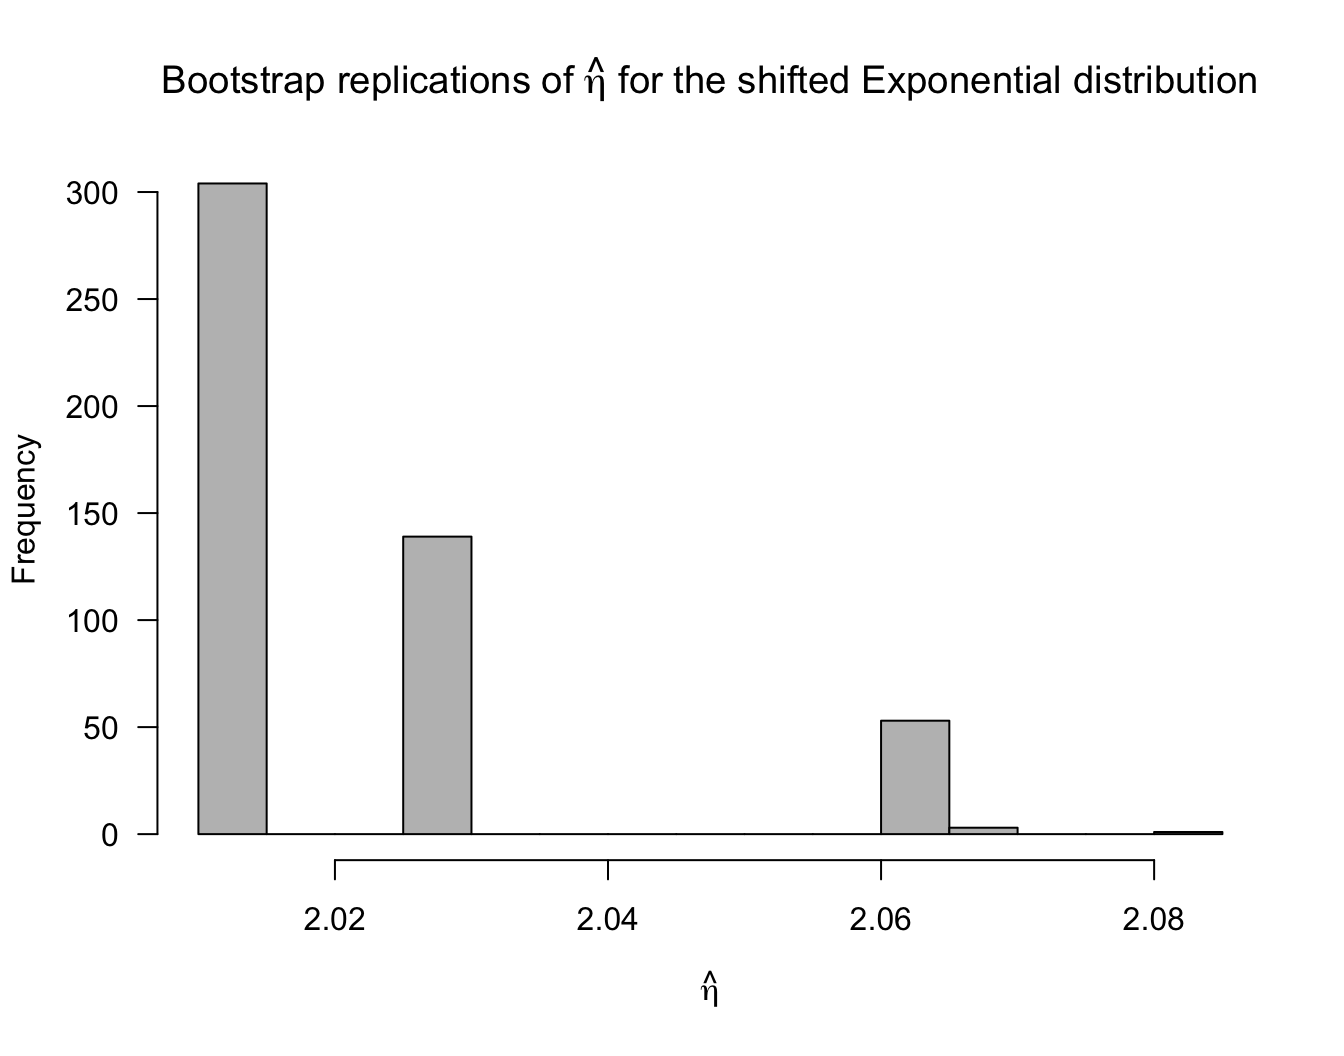 Bootstrap replications of η̂ for the shifted Exponential distribution
300
250
200
150
100
50
0
Frequency
2.02 2.04 2.06 2.08
η̂